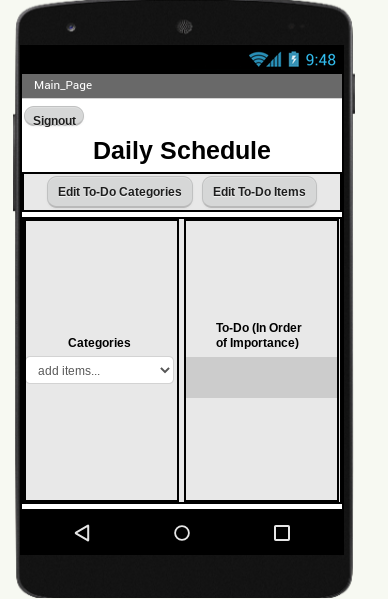 9:48
Main_Page
Signout
Daily Schedule
Edit To-Do Categories Edit To-Do Items
Categories
add items...
To-Do (In Order
of Importance)